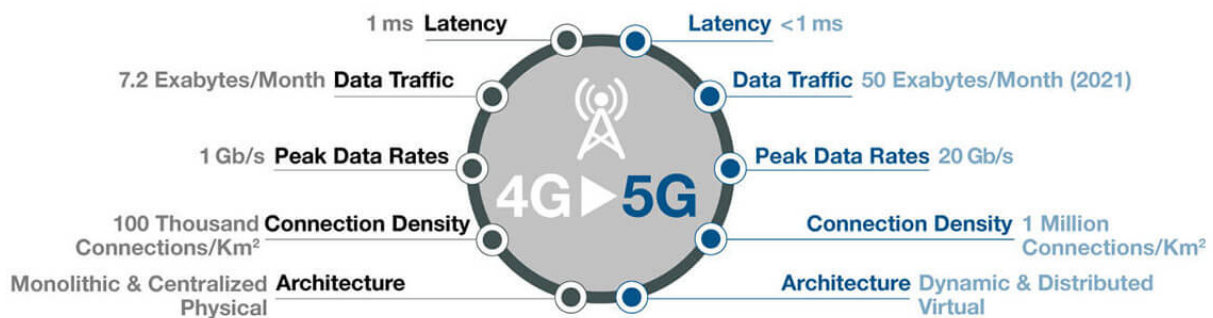 1 ms Latency
Latency <1 ms
7.2 Exabytes/Month Data Traffic
Data Traffic 50 Exabytes/Month (2021)
1 Gb/s Peak Data Rates
Peak Data Rates 20 Gb/s
4G 5G
100 Thousand Connection Density
Connections/Km²
Connection Density 1 Million
Connections/Km²
Monolithic & Centralized Architecture
Physical
Architecture Dynamic & Distributed
Virtual